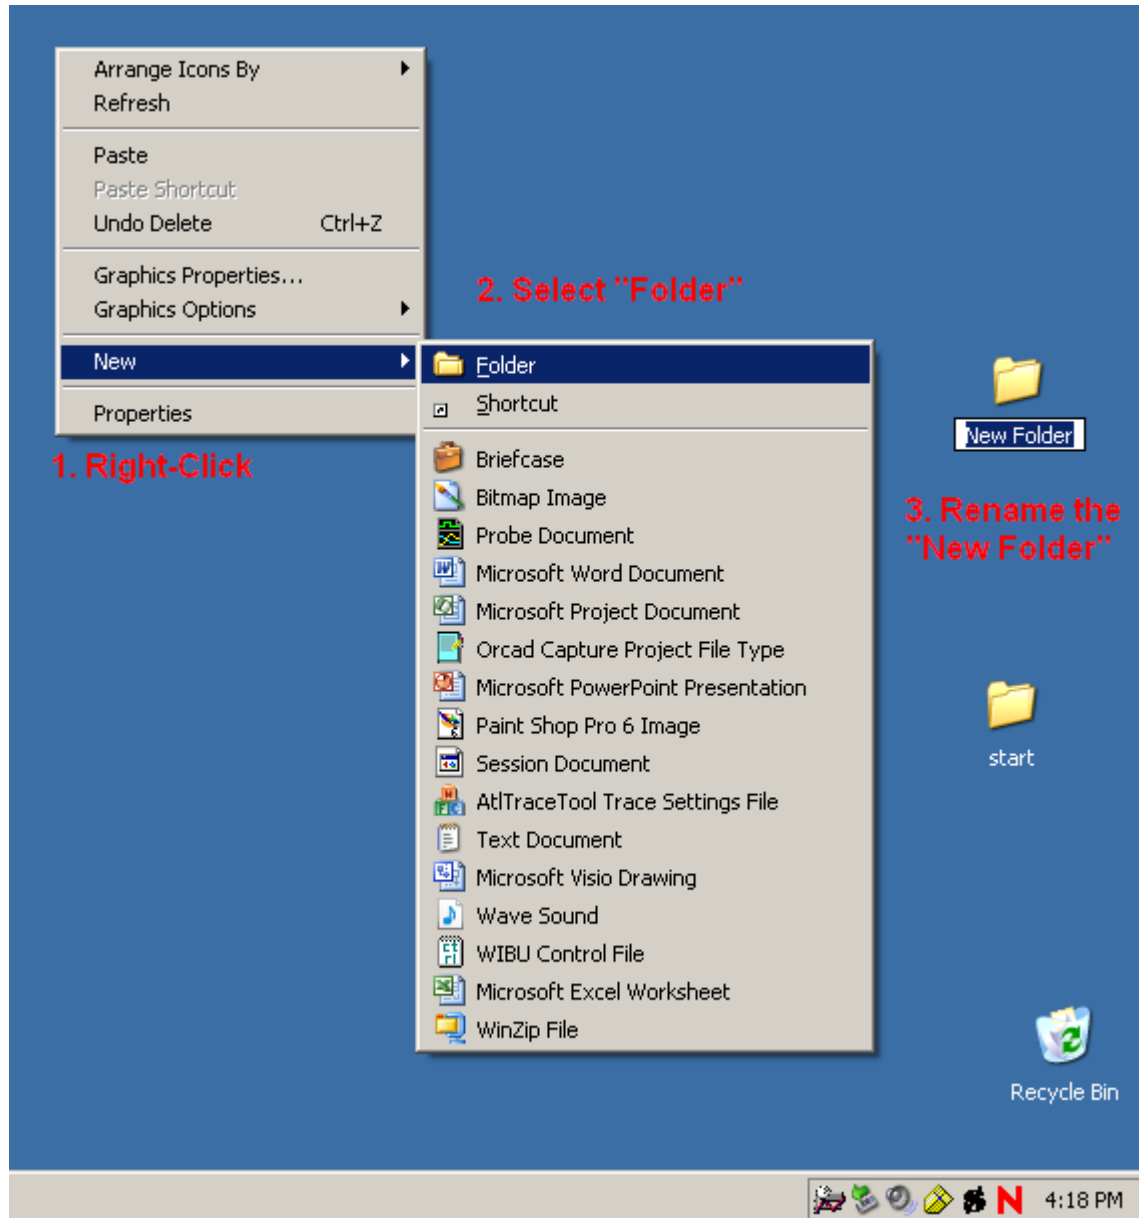 Arrange Icons By
Refresh
Paste
Paste Shortcut
Undo Delete Ctrl+Z
Graphics Properties...
Graphics Options
New
Properties
1. Right-Click
2. Select "Folder"
Folder
Shortcut
Briefcase
Bitmap Image
Probe Document
Microsoft Word Document
Microsoft Project Document
Orcad Capture Project File Type
Microsoft PowerPoint Presentation
Paint Shop Pro 6 Image
Session Document
AtlTraceTool Trace Settings File
Text Document
Microsoft Visio Drawing
Wave Sound
WIBU Control File
Microsoft Excel Worksheet
WinZip File
New Folder
3. Rename the
"New Folder"
start
Recycle Bin
N 4:18 PM